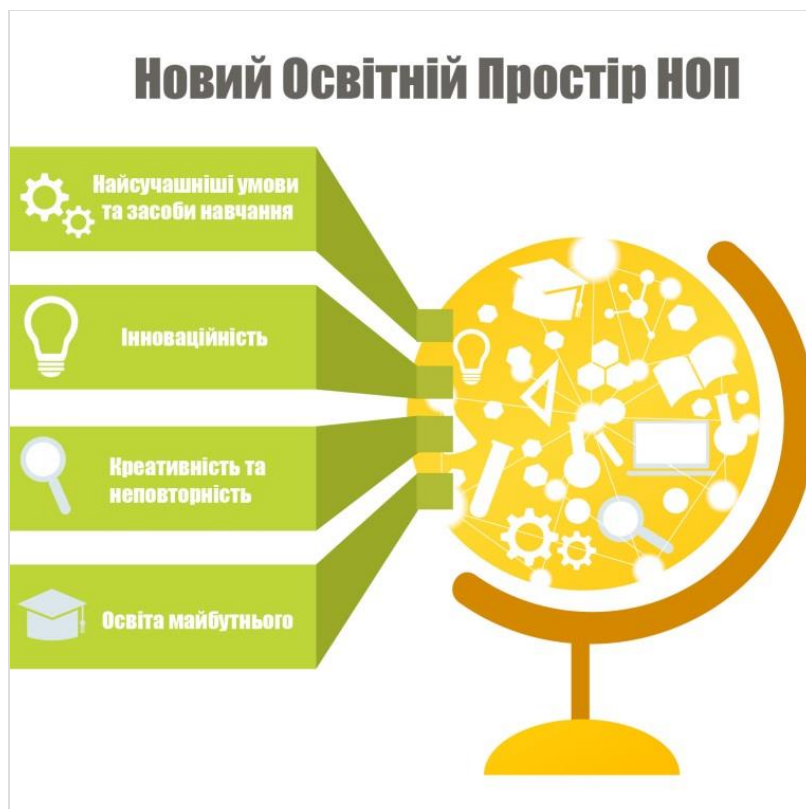 Новий Освітній Простір НОП
Найсучашніші умови
та засоби навчання
Інноваційність
Креативність та
неповторність
Освіта майбутнього